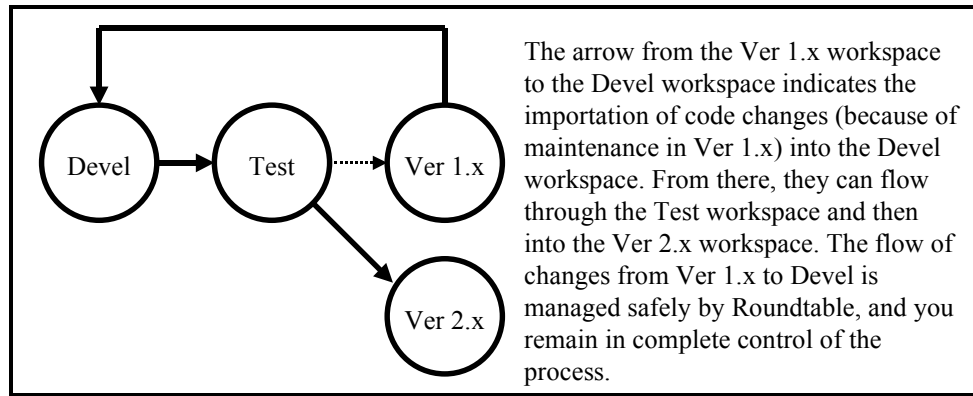 Devel
Test
Ver 1.x
Ver 2.x
The arrow from the Ver 1.x workspace
to the Devel workspace indicates the
importation of code changes (because of
maintenance in Ver 1.x) into the Devel
workspace. From there, they can flow
through the Test workspace and then
into the Ver 2.x workspace. The flow of
changes from Ver 1.x to Devel is
managed safely by Roundtable, and you
remain in complete control of the
process.